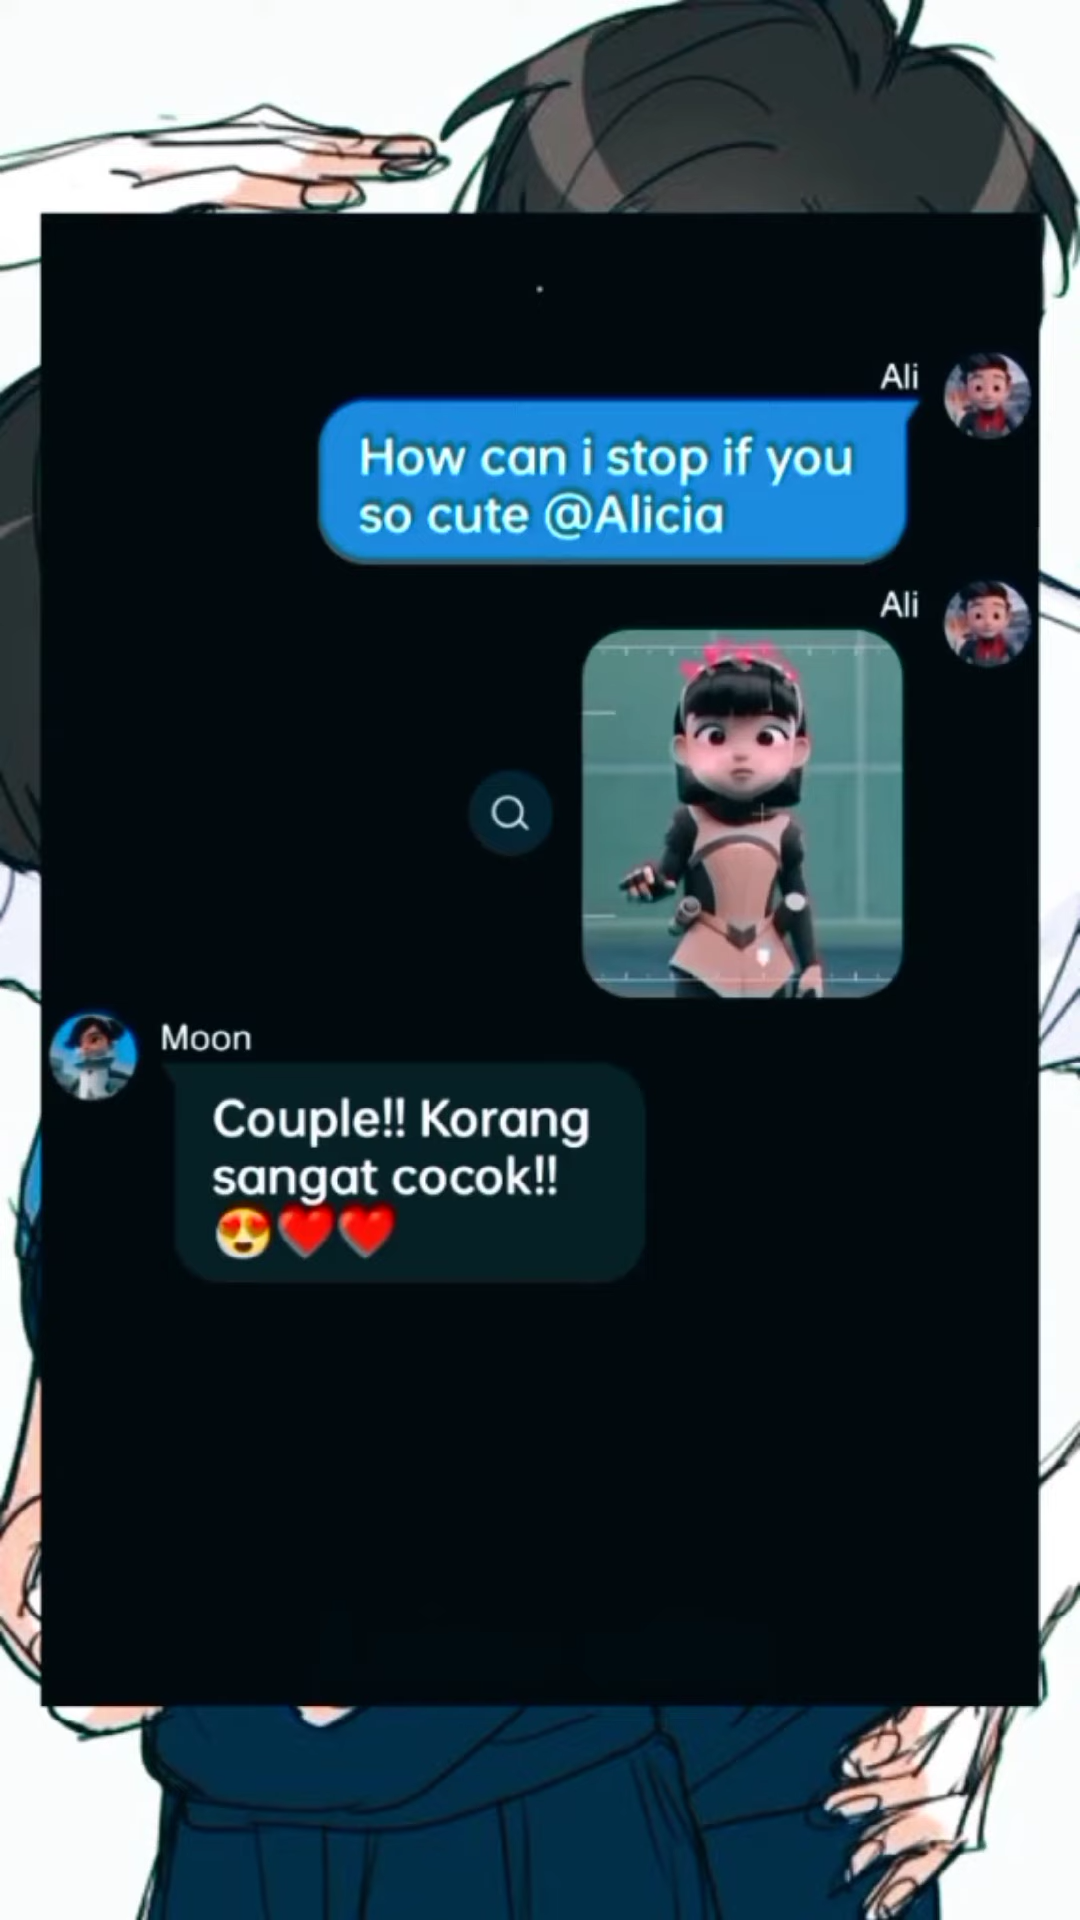 Ali
How can i stop if you
so cute @Alicia
Ali
Moon
Couple!! Korang
sangat cocok!!
😍❤️❤️